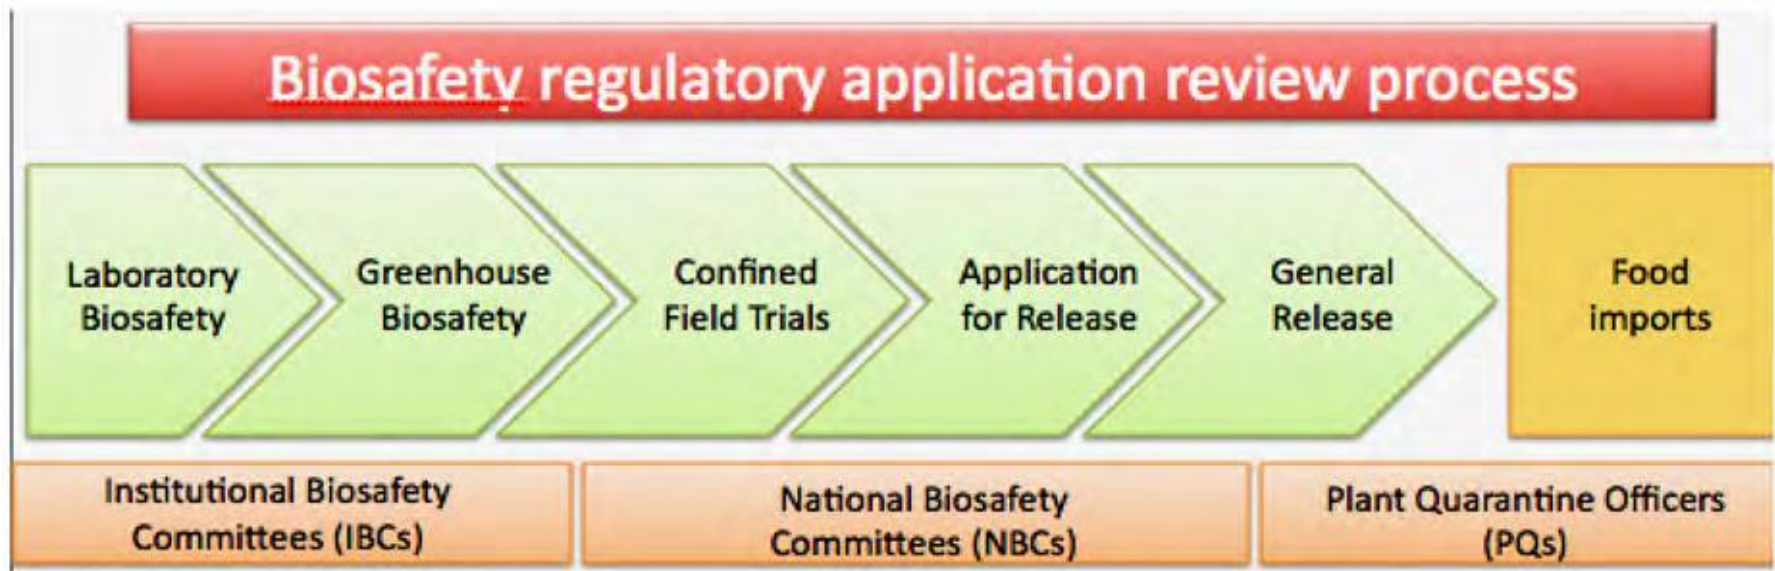 Biosafety regulatory application review process
Laboratory
Biosafety
Greenhouse
Biosafety
Confined
Field Trials
Application
for Release
General
Release
Food
imports
Institutional Biosafety
Committees (IBCs)
National Biosafety
Committees (NBCs)
Plant Quarantine Officers
(PQs)